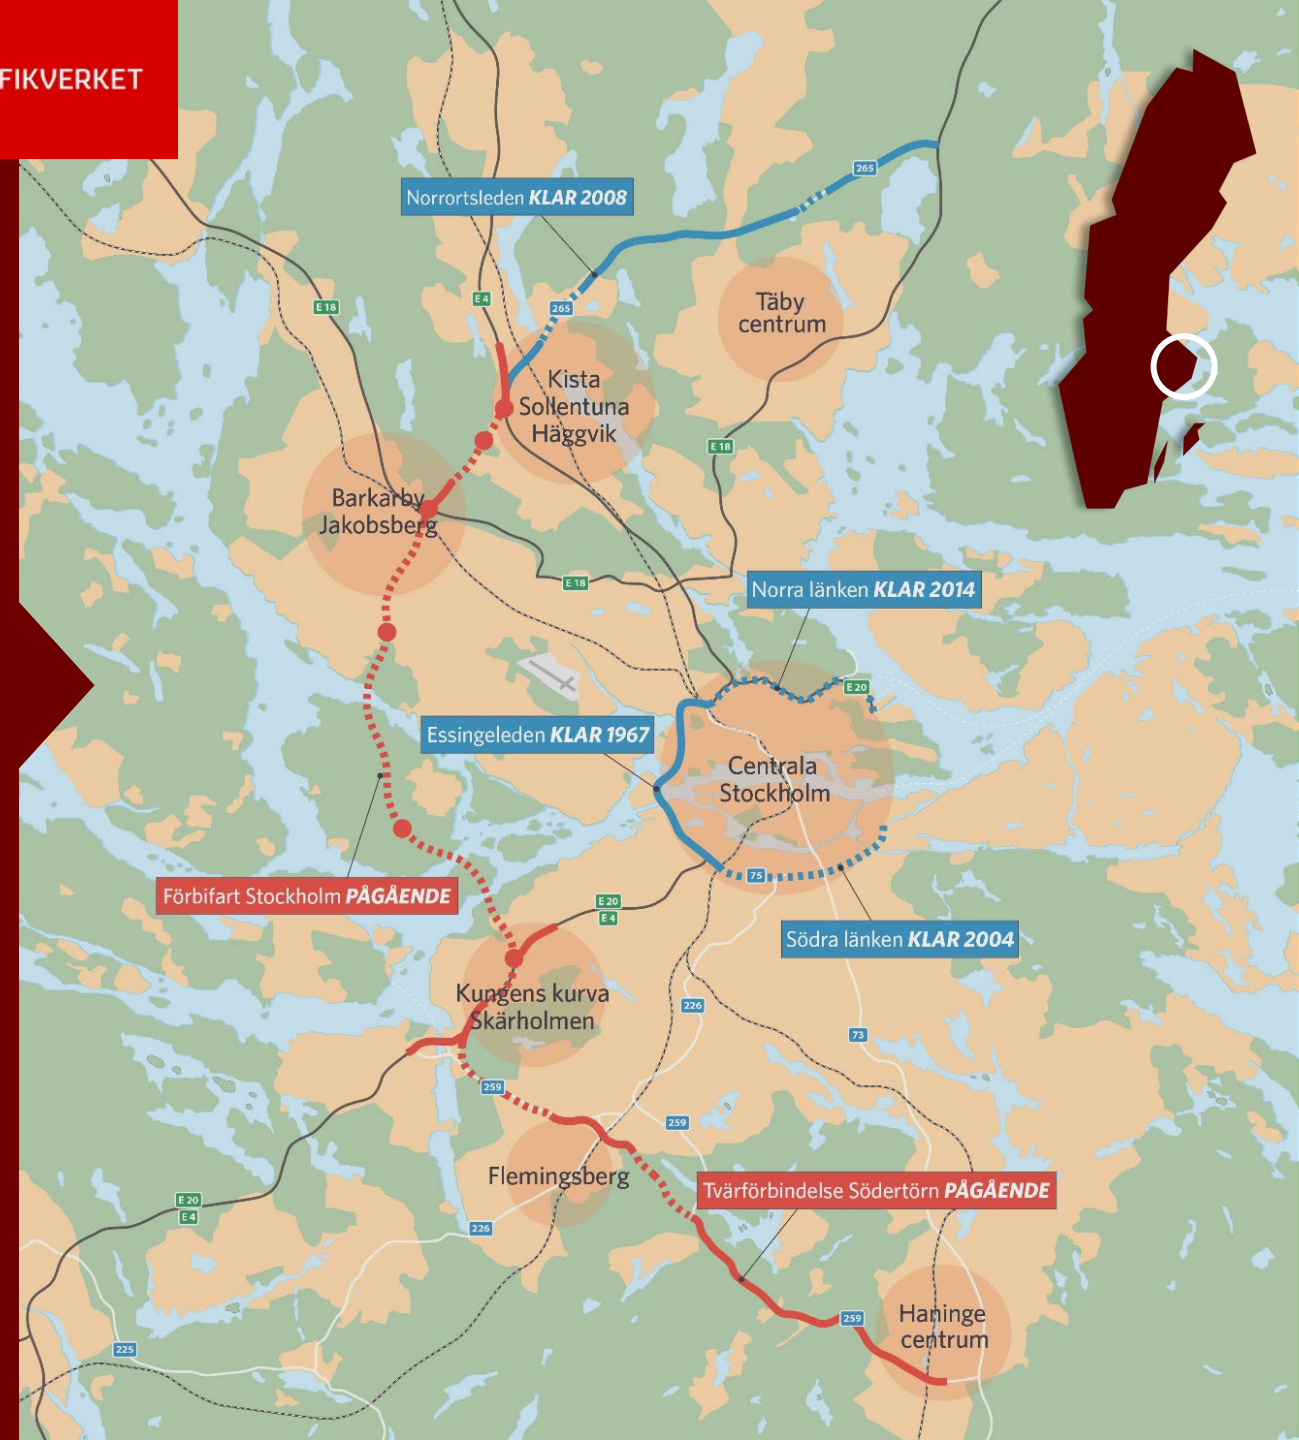 FIKVERKET
265
Norrortsleden KLAR 2008
E 4
E 18
265
Täby
centrum
Kista
Sollentuna
Häggvik
E 18
Barkarby
Jakobsberg
E 18
Norra länken KLAR 2014
E 20
Essingeleden KLAR 1967
Centrala
Stockholm
75
Förbifart Stockholm PÅGÅENDE
E 20
E 4
Södra länken KLAR 2004
Kungens kurva
Skärholmen
226
73
259
259
Flemingsberg
Tvärförbindelse Södertörn PÅGÅENDE
E 20
E 4
226
259
Haninge
centrum
225